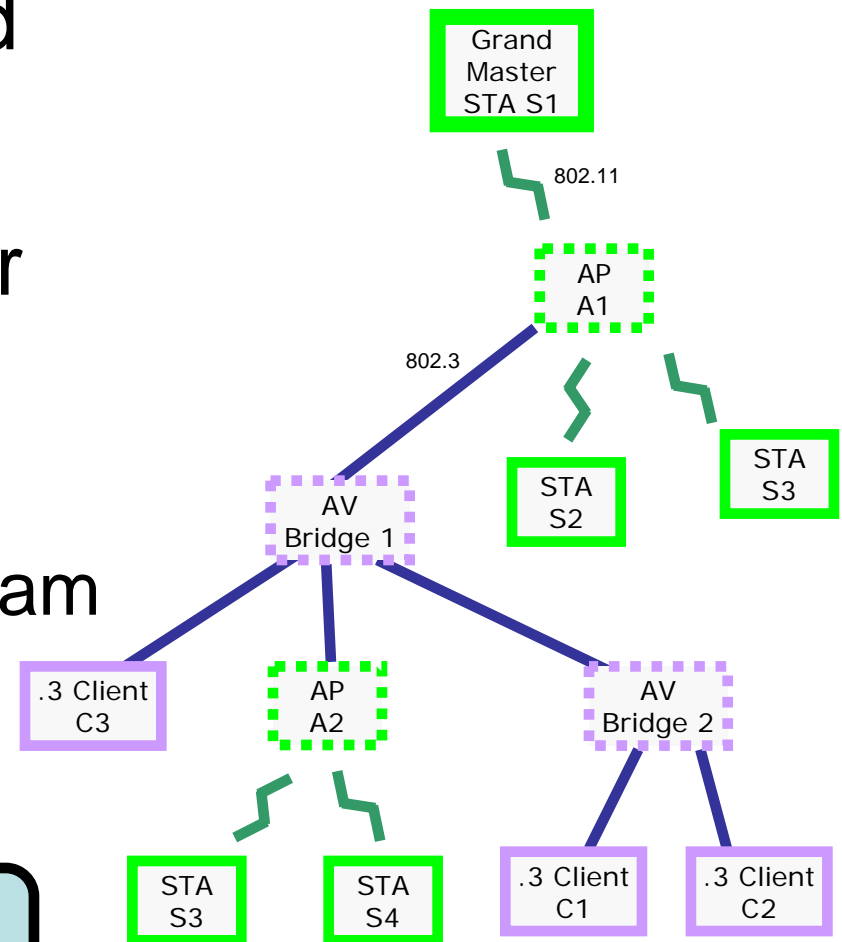 d
r
am
Grand
Master
STA S1
802.11
AP
A1
802.3
STA
S2
STA
S3
AV
Bridge 1
.3 Client
C3
AP
A2
AV
Bridge 2
STA
S3
STA
S4
.3 Client
C1
.3 Client
C2